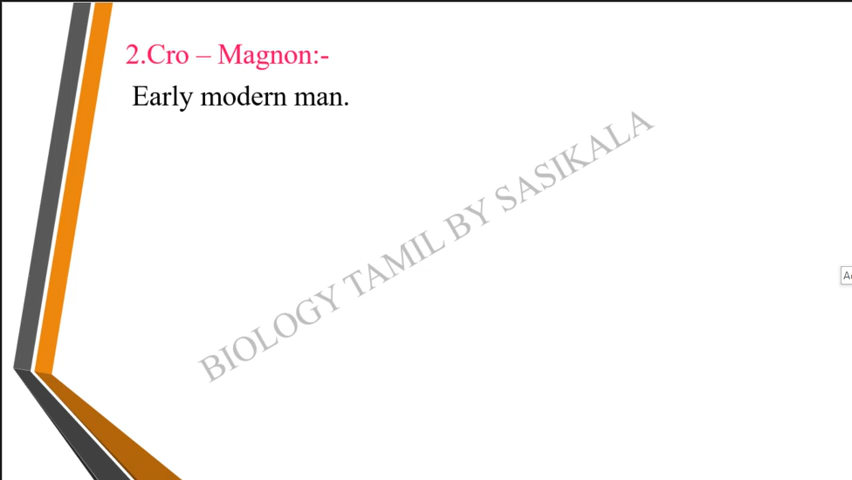 2.Cro – Magnon:-
Early modern man.
BIOLOGY TAMIL BY SASIKALA